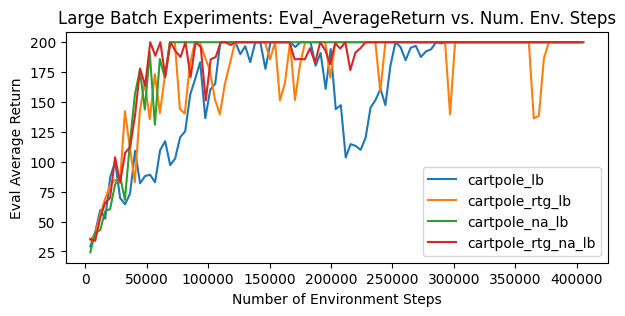 Large Batch Experiments: Eval_AverageReturn vs. Num. Env. Steps
Eval Average Return
200
175
150
125
100
75
50
25
0
50000
100000
150000
200000
250000
300000
350000
400000
Number of Environment Steps
cartpole_lb
cartpole_rtg_lb
cartpole_na_lb
cartpole_rtg_na_lb